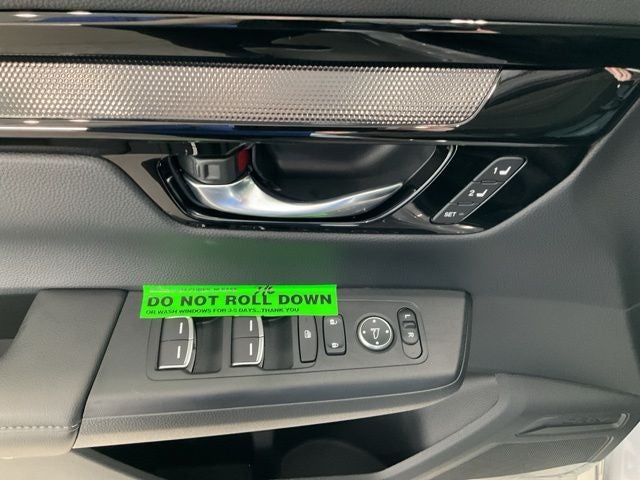 1
2
SET
DO NOT ROLL DOWN
OR WASH WINDOWS FOR 3-5 DAYS...THANK YOU
L
R